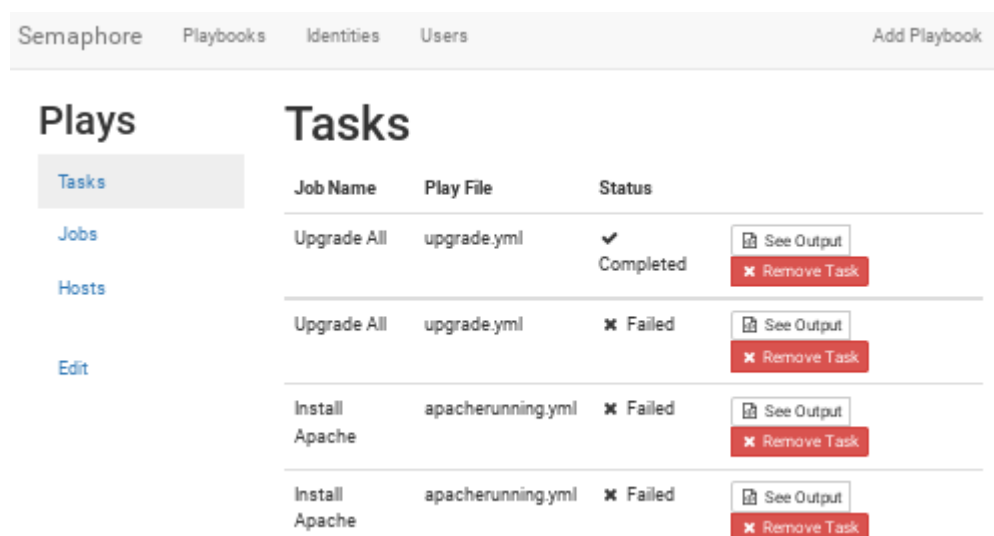 Semaphore Playbooks Identities Users Add Playbook
Plays
Tasks
Jobs
Hosts
Edit
Tasks
Job Name Play File Status
Upgrade All upgrade.yml Completed See Output
Remove Task
Upgrade All upgrade.yml Failed See Output
Remove Task
Install Apache apacherunning.yml Failed See Output
Remove Task
Install Apache apacherunning.yml Failed See Output
Remove Task